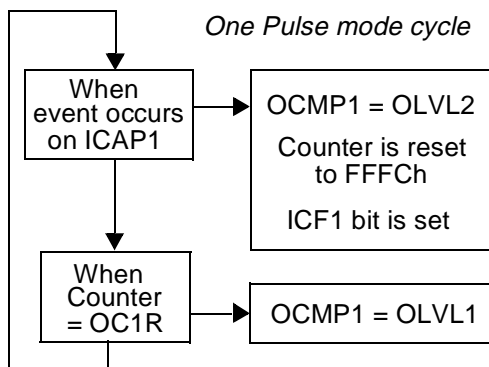 One Pulse mode cycle
When
event occurs
on ICAP1
OCMP1 = OLVL2
Counter is reset
to FFFCh
ICF1 bit is set
When
Counter
= OC1R
OCMP1 = OLVL1